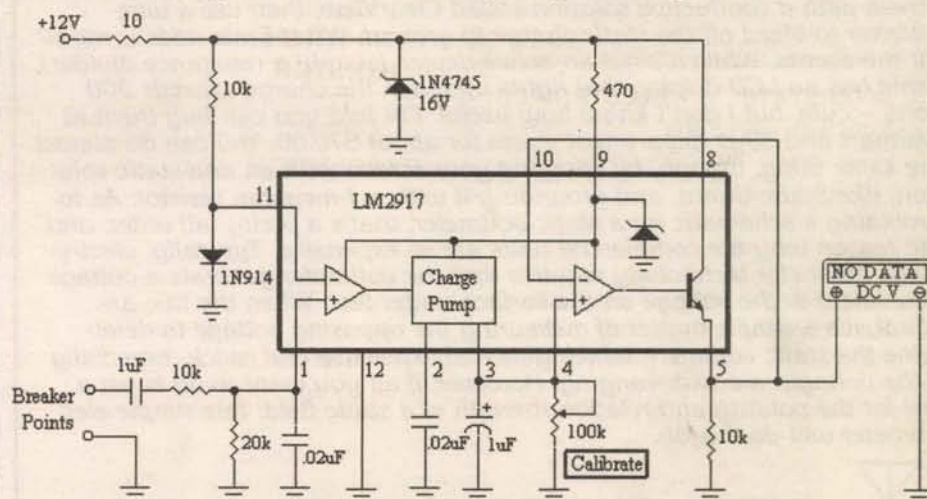 +12V
10
10k
1N4745
16V
470
10
9
8
11
LM2917
1N914
Charge
Pump
NO DATA
⊕ DC V ⊖
1uF
10k
Breaker
Points
1
12
2
3
4
5
20k
.02uF
.02uF
1uF
100k
10k
Calibrate